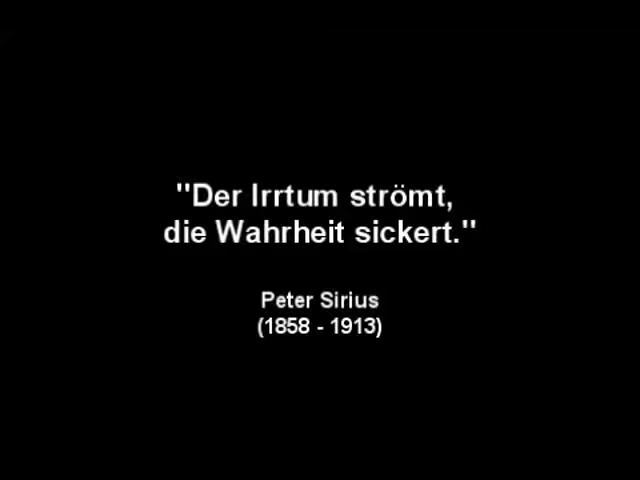 "Der Irrtum strömt,
die Wahrheit sickert."
Peter Sirius
(1858 - 1913)